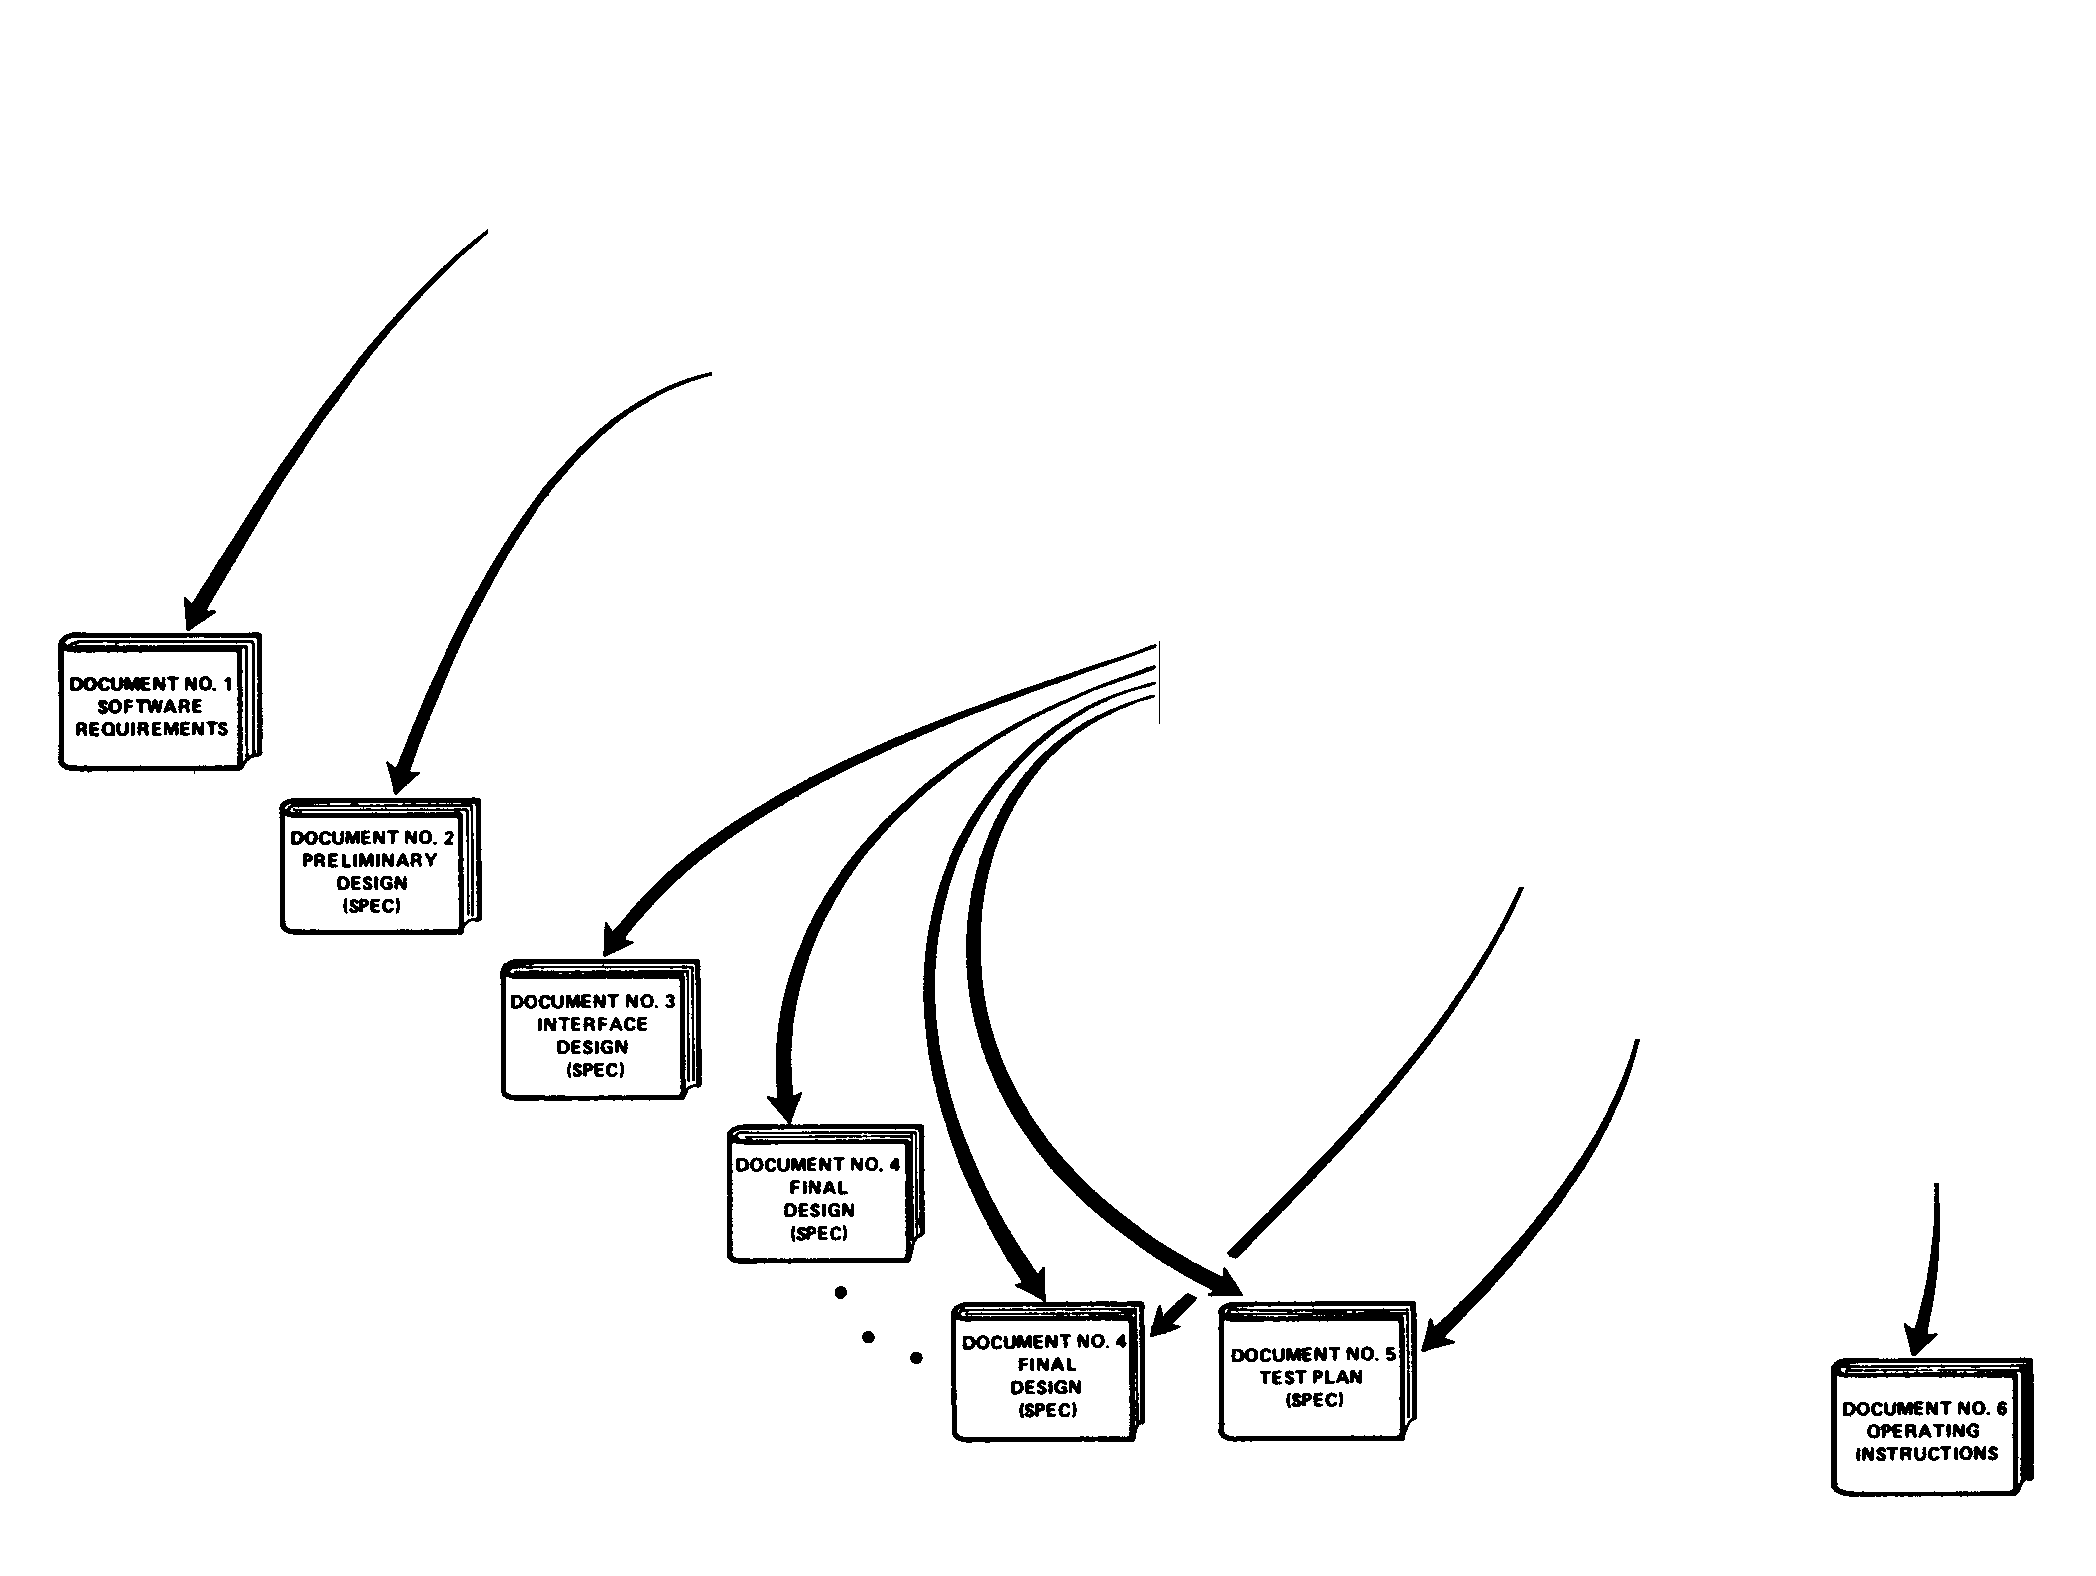 DOCUMENT NO. 1
SOFTWARE
REQUIREMENTS
DOCUMENT NO. 2
PRELIMINARY
DESIGN
(SPEC)
DOCUMENT NO. 3
INTERFACE
DESIGN
(SPEC)
DOCUMENT NO. 4
FINAL
DESIGN
(SPEC)
DOCUMENT NO. 4
FINAL
DESIGN
(SPEC)
DOCUMENT NO. 5
TEST PLAN
(SPEC)
DOCUMENT NO. 6
OPERATING
INSTRUCTIONS